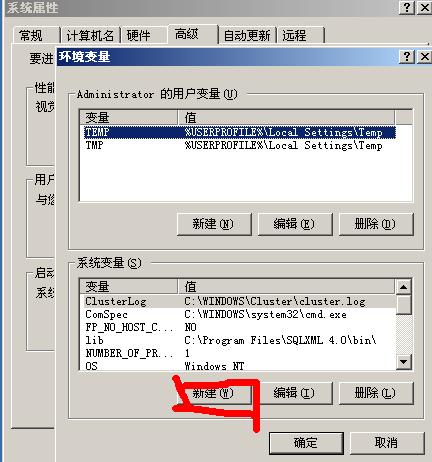 系统属性
常规 计算机名 硬件 高级 自动更新 远程
要进
环境变量
性能
视觉
Administrator 的用户变量(U)
变量 值
TEMP %USERPROFILE%\Local Settings\Temp
TMP %USERPROFILE%\Local Settings\Temp
用户
与您
新建(N) 编辑(E) 删除(D)
系统变量(S)
启动
系统
变量 值
ClusterLog C:\WINDOWS\Cluster\cluster.log
ComSpec C:\WINDOWS\system32\cmd.exe
FP_NO_HOST_C... NO
lib C:\Program Files\SQLXML 4.0\bin\
NUMBER_OF_PR... 1
OS Windows NT
新建(W) 编辑(I) 删除(L)
确定 取消